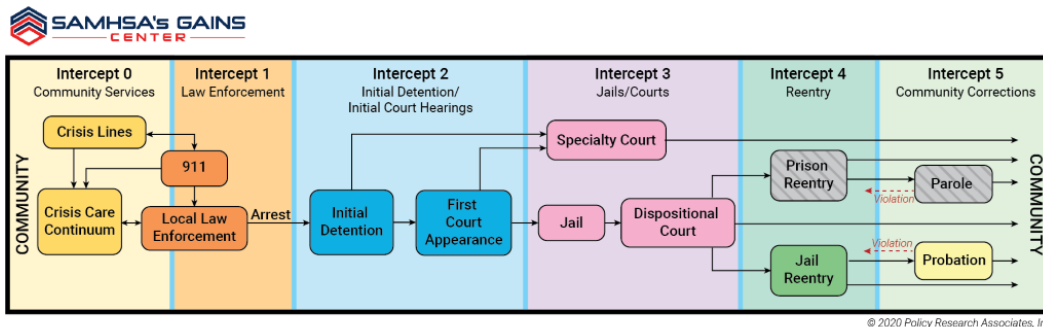 SAMHSA's GAINS
CENTER
Intercept 0
Community Services
Intercept 1
Law Enforcement
Intercept 2
Initial Detention/
Initial Court Hearings
Intercept 3
Jails/Courts
Intercept 4
Reentry
Intercept 5
Community Corrections
COMMUNITY
Crisis Lines
911
Crisis Care
Continuum
Local Law
Enforcement
Arrest
Initial
Detention
First
Court
Appearance
Specialty Court
Jail
Dispositional
Court
Prison
Reentry
Violation
Parole
Jail
Reentry
Violation
Probation
COMMUNITY
© 2020 Policy Research Associates, In